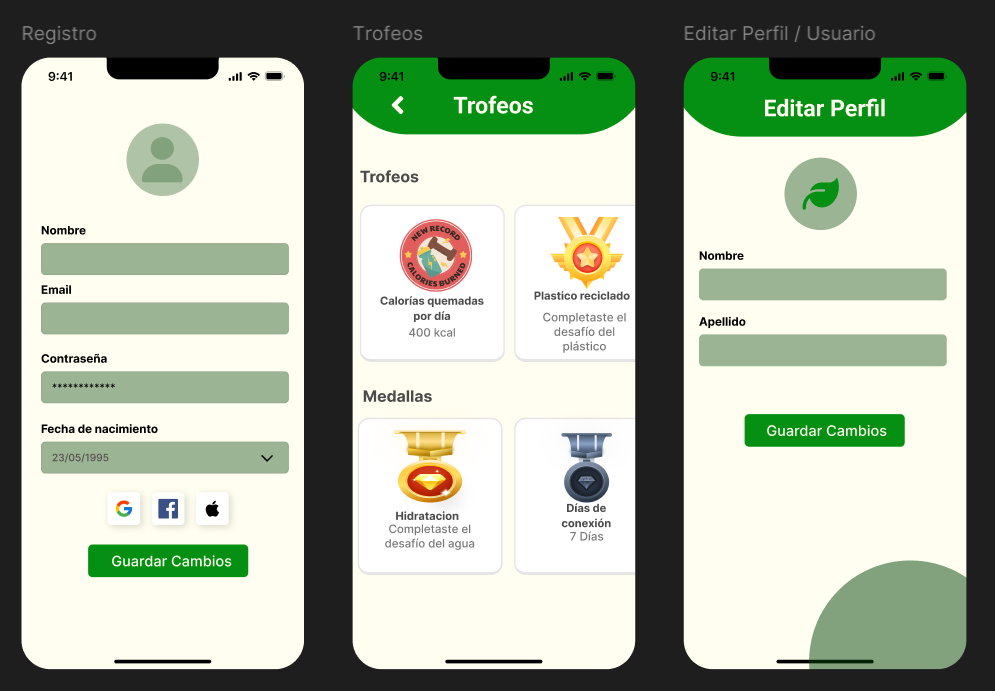 Registro
9:41
Nombre
Email
Contraseña
************
Fecha de nacimiento
23/05/1995
Guardar Cambios
Trofeos
9:41
Trofeos
Trofeos
NEW RECORD
CALORIES BURNED
Calorías quemadas
por día
400 kcal
Plastico reciclado
Completaste el
desafío del
plástico
Medallas
Hidratacion
Completaste el
desafío del agua
Días de
conexión
7 Días
Editar Perfil / Usuario
9:41
Editar Perfil
Nombre
Apellido
Guardar Cambios